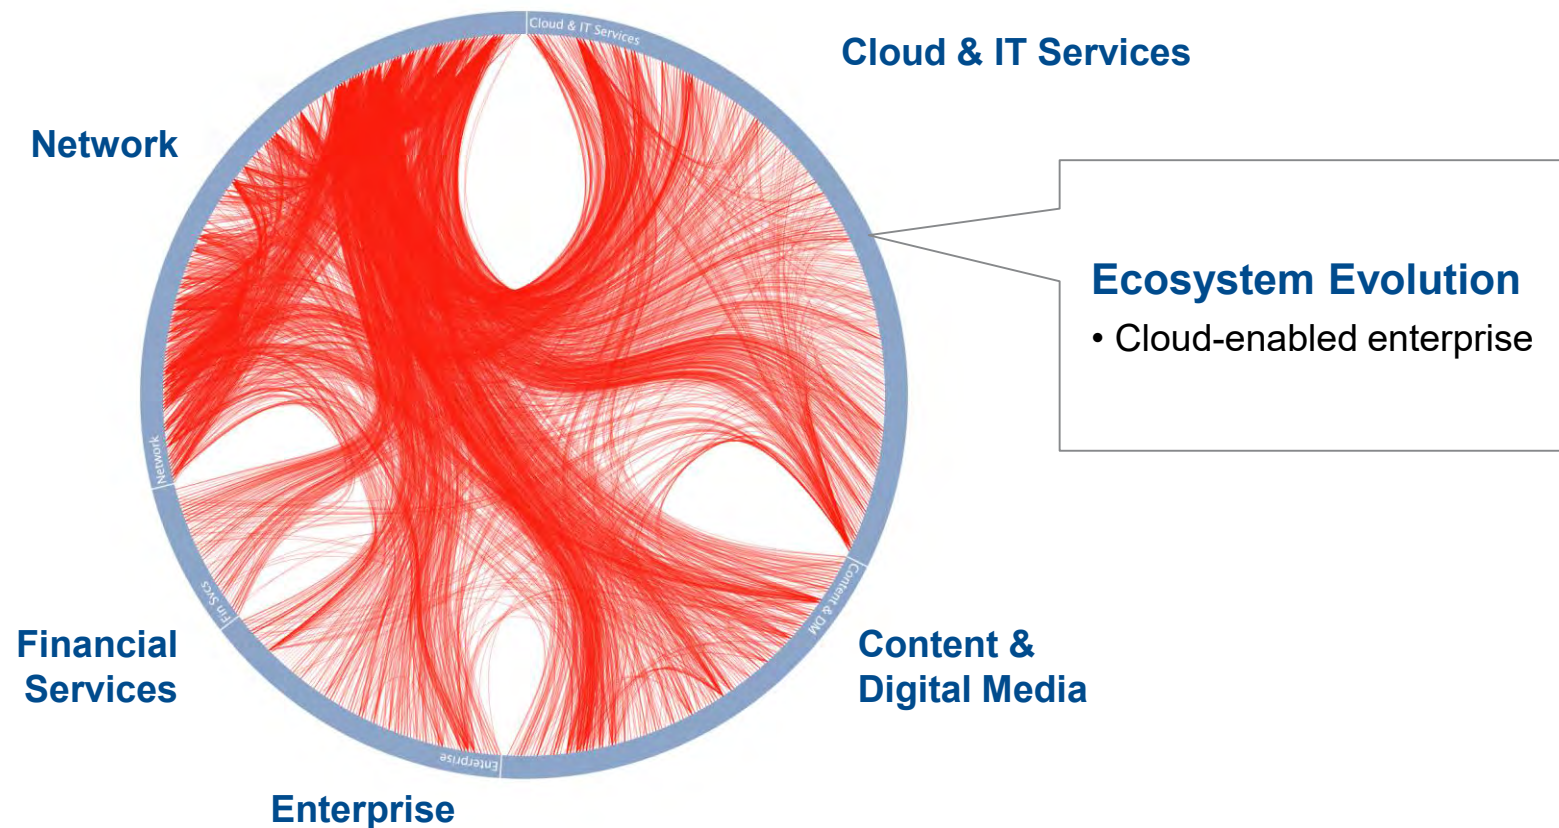 Cloud & IT Services
Cloud & IT Services
Network
Ecosystem Evolution
• Cloud-enabled enterprise
Network
Fin Svcs
Content & DM
Financial
Services
Content &
Digital Media
Enterprise
Enterprise